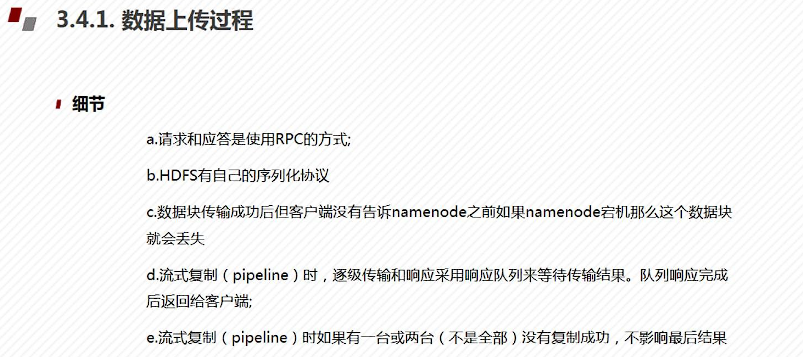 3.4.1. 数据上传过程
细节
a.请求和应答是使用RPC的方式;
b.HDFS有自己的序列化协议
c.数据块传输成功后但客户端没有告诉namenode之前如果namenode宕机那么这个数据块
就会丢失
d.流式复制（pipeline）时，逐级传输和响应采用响应队列来等待传输结果。队列响应完成
后返回给客户端;
e.流式复制（pipeline）时如果有一台或两台（不是全部）没有复制成功，不影响最后结果